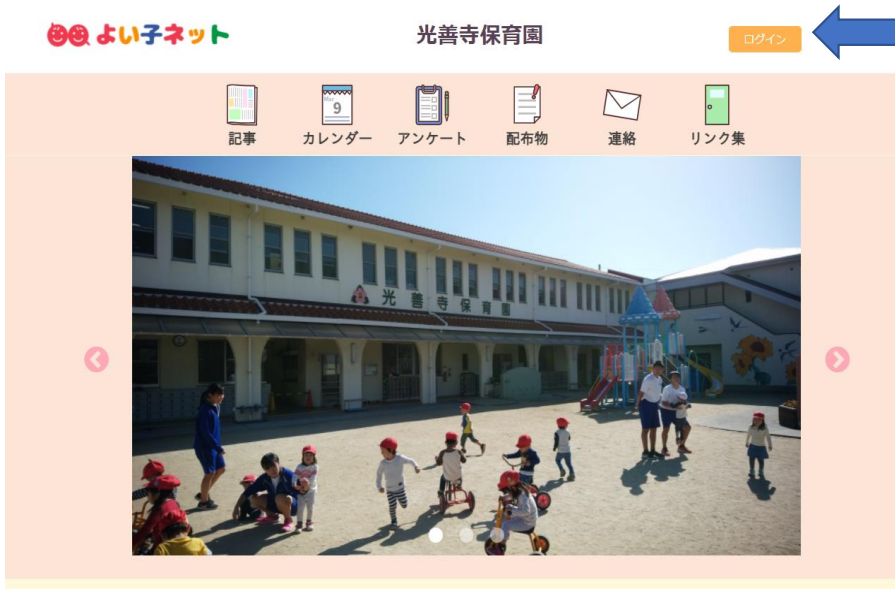 よい子ネット
光善寺保育園
ログイン
Mar
9
記事
カレンダー
アンケート
配布物
連絡
リンク集
光善寺保育園